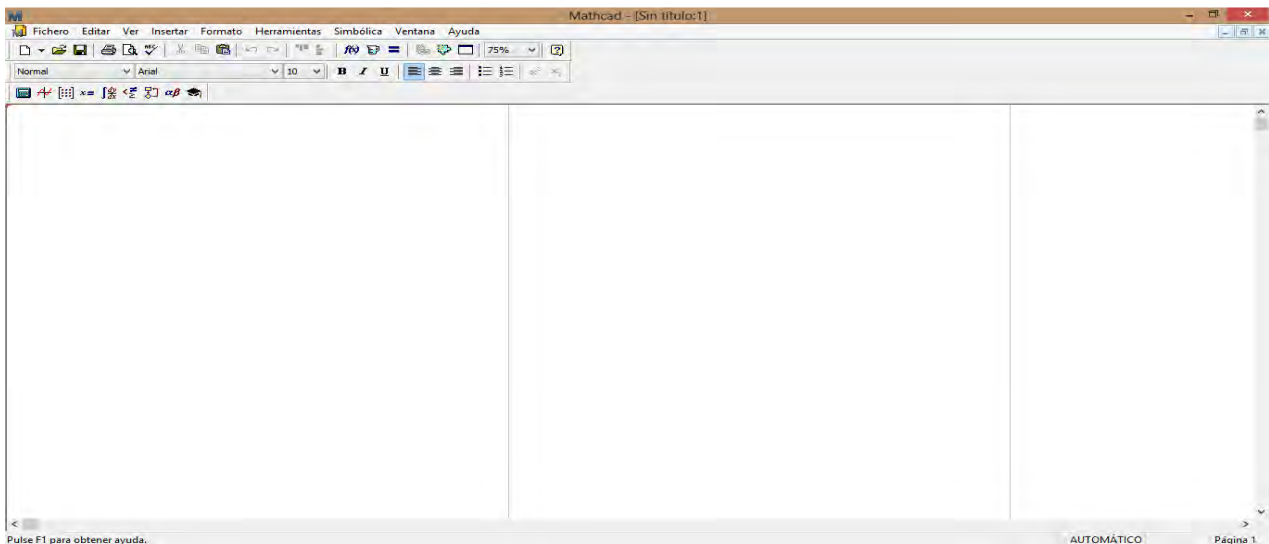 Mathcad - [Sin título:1]
Fichero Editar Ver Insertar Formato Herramientas Simbólica Ventana Ayuda
75%
Normal Arial 10 B I U
αβ
Pulse F1 para obtener ayuda. AUTOMÁTICO Página 1